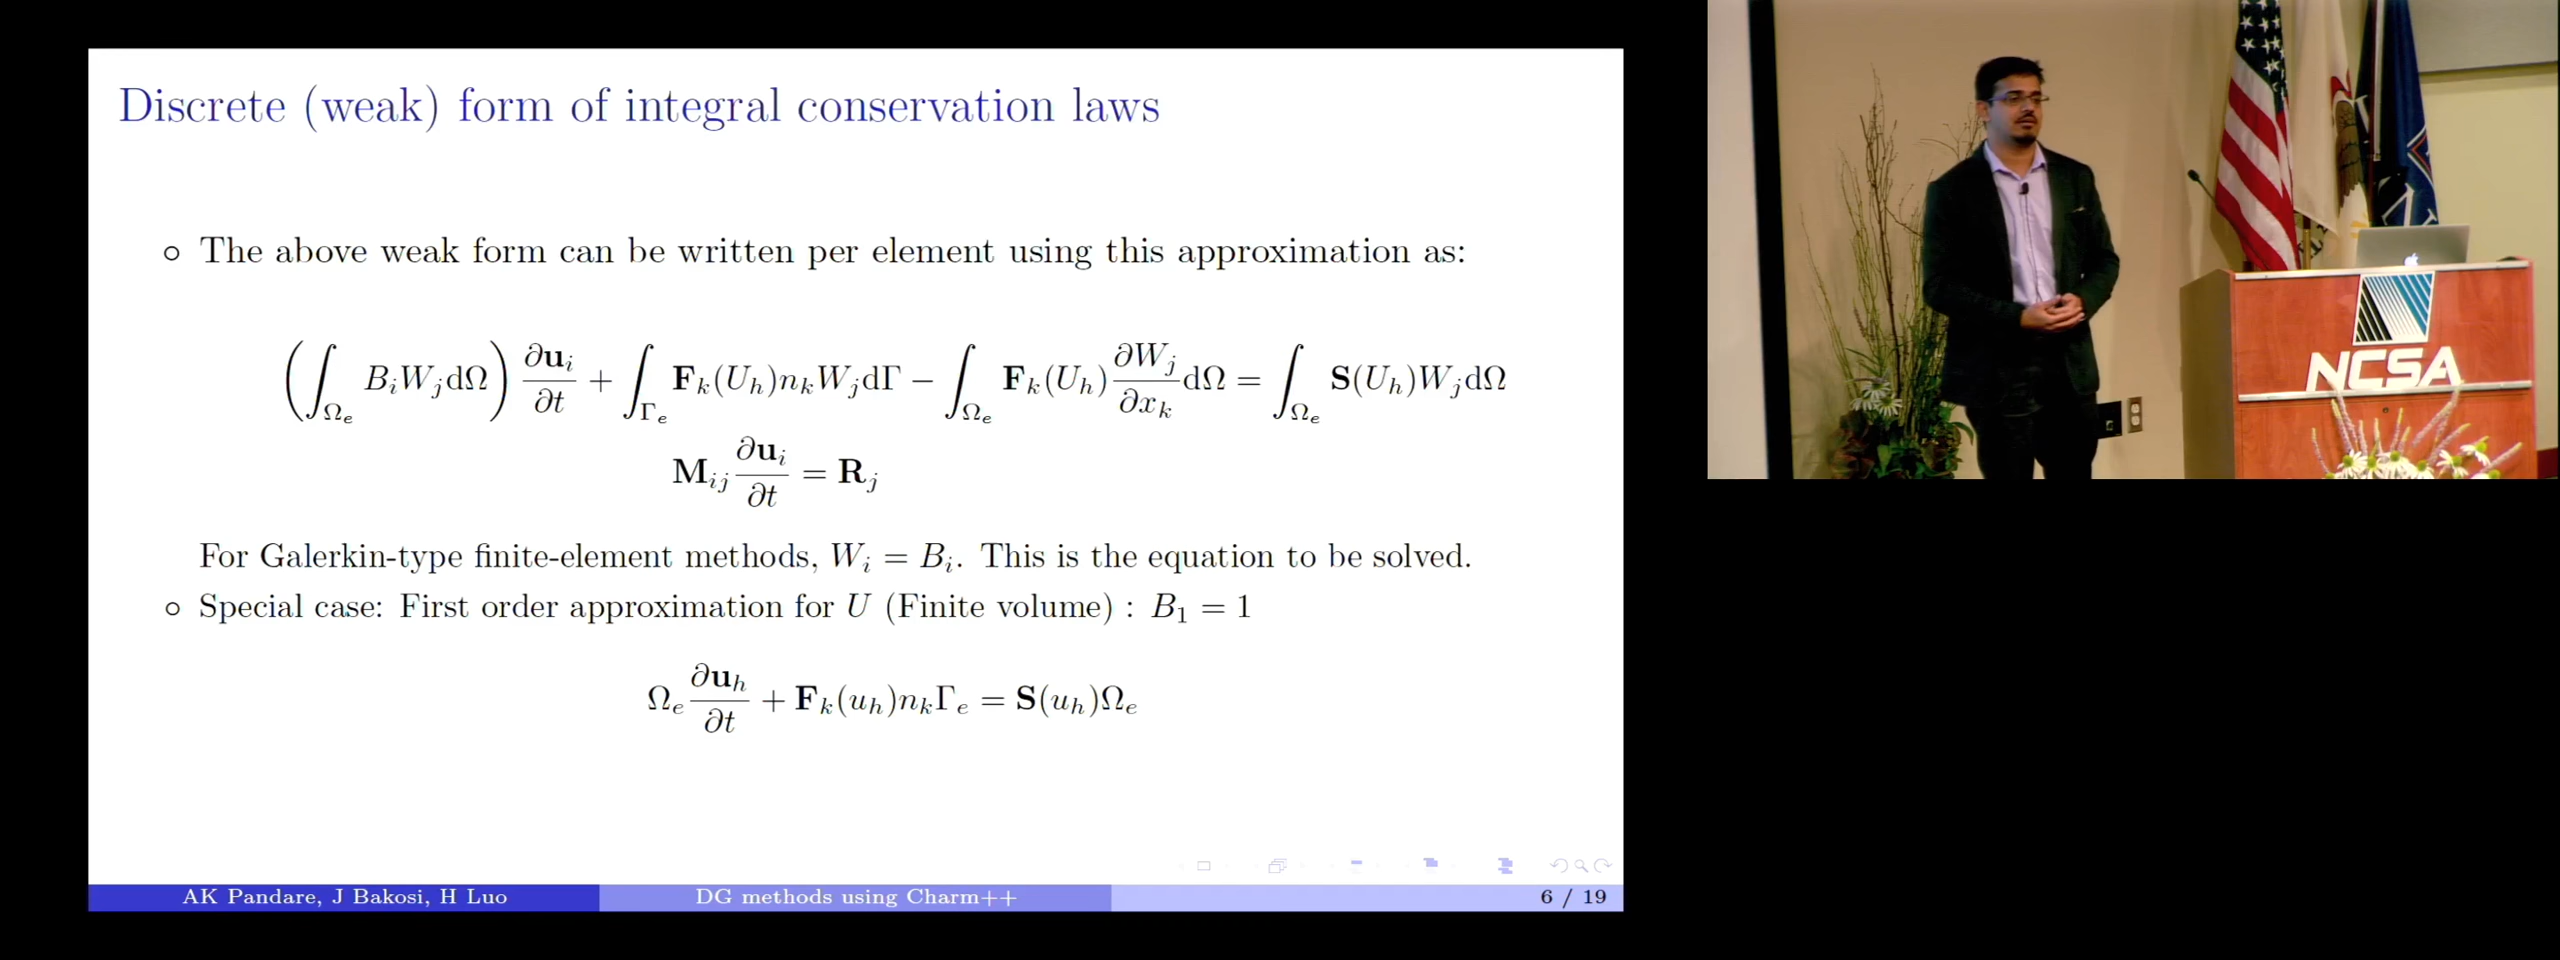 Discrete (weak) form of integral conservation laws
∘ The above weak form can be written per element using this approximation as:
(∫_{Ω_e} B_i W_j dΩ) ∂u_i/∂t + ∫_{Γ_e} F_k(U_h) n_k W_j dΓ − ∫_{Ω_e} F_k(U_h) ∂W_j/∂x_k dΩ = ∫_{Ω_e} S(U_h) W_j dΩ
M_{ij} ∂u_i/∂t = R_j
For Galerkin-type finite-element methods, W_i = B_i. This is the equation to be solved.
∘ Special case: First order approximation for U (Finite volume) : B_1 = 1
Ω_e ∂u_h/∂t + F_k(u_h) n_k Γ_e = S(u_h) Ω_e
AK Pandare, J Bakosi, H Luo
DG methods using Charm++
6 / 19
NCSA